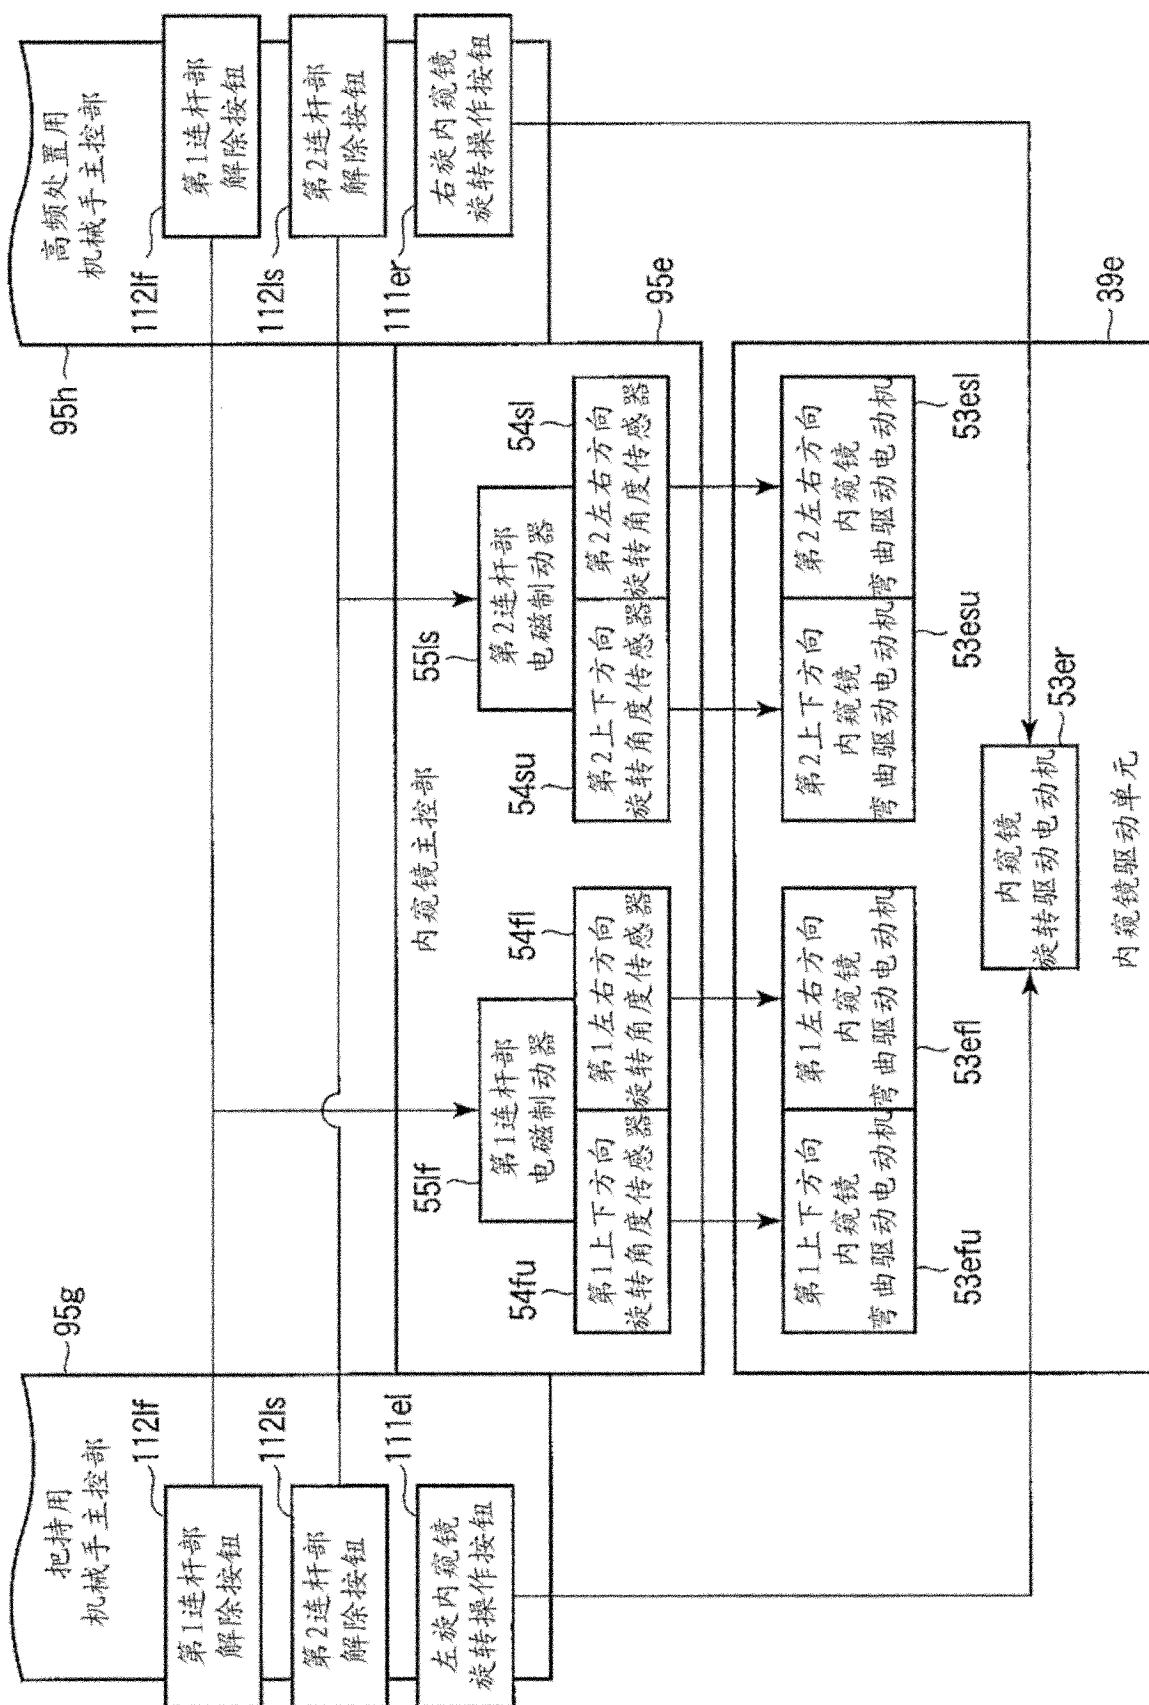 把持用
机械手主控部
95g
第1连杆部
解除按钮
112lf
第2连杆部
解除按钮
112ls
左旋内窥镜
旋转操作按钮
111el
高频处置用
机械手主控部
95h
第1连杆部
解除按钮
112lf
第2连杆部
解除按钮
112ls
右旋内窥镜
旋转操作按钮
111er
内窥镜主控部
95e
第1连杆部
电磁制动器
55lf
第2连杆部
电磁制动器
55ls
第1上下方向
旋转角度传感器
54fu
第1左右方向
旋转角度传感器
54fl
第2上下方向
旋转角度传感器
54su
第2左右方向
旋转角度传感器
54sl
39e
第1上下方向
内窥镜
弯曲驱动电动机
53efu
第1左右方向
内窥镜
弯曲驱动电动机
53efl
第2上下方向
内窥镜
弯曲驱动电动机
53esu
第2左右方向
内窥镜
弯曲驱动电动机
53esl
内窥镜
旋转驱动电动机
53er
内窥镜驱动单元